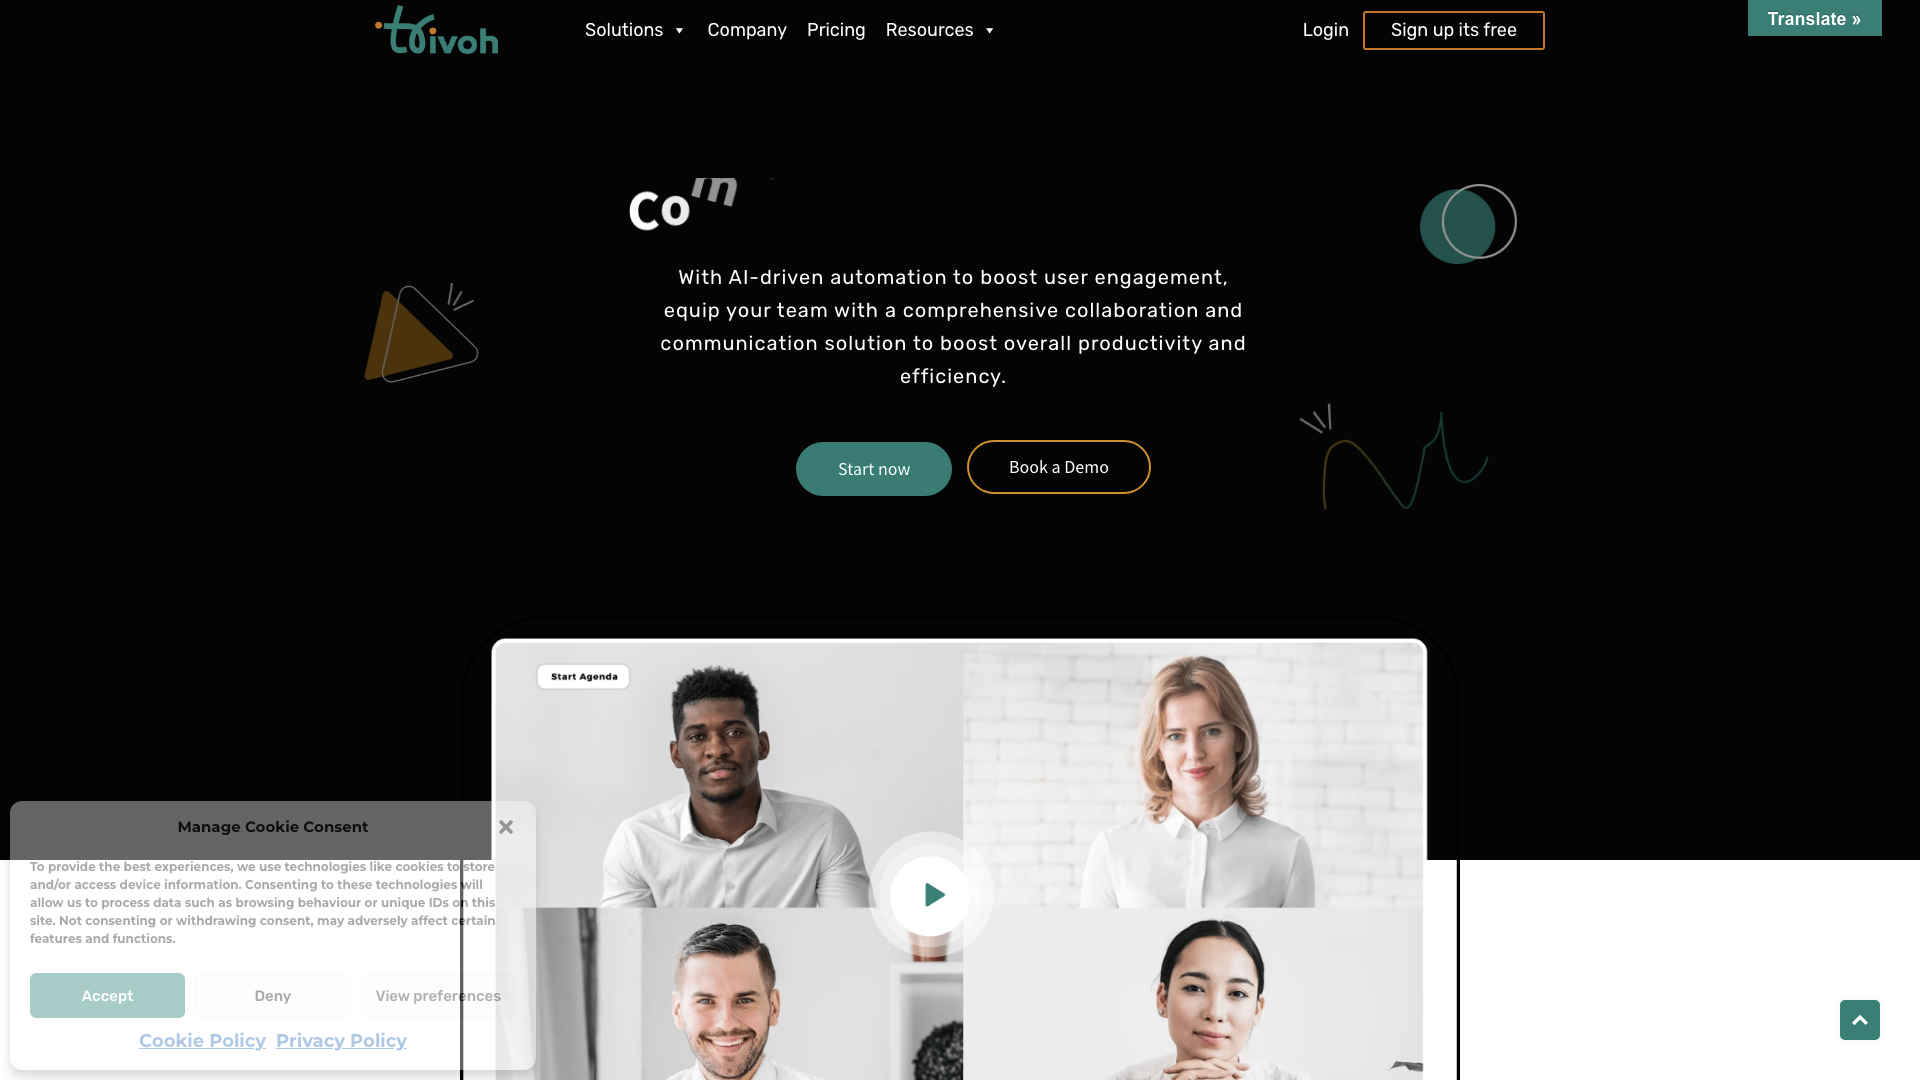 troivoh
Solutions
Company
Pricing
Resources
Login
Sign up its free
Translate »
Com
With AI-driven automation to boost user engagement,
equip your team with a comprehensive collaboration and
communication solution to boost overall productivity and
efficiency.
Start now
Book a Demo
Start Agenda
Manage Cookie Consent
To provide the best experiences, we use technologies like cookies to store
and/or access device information. Consenting to these technologies will
allow us to process data such as browsing behaviour or unique IDs on this
site. Not consenting or withdrawing consent, may adversely affect certain
features and functions.
Accept
Deny
View preferences
Cookie Policy Privacy Policy